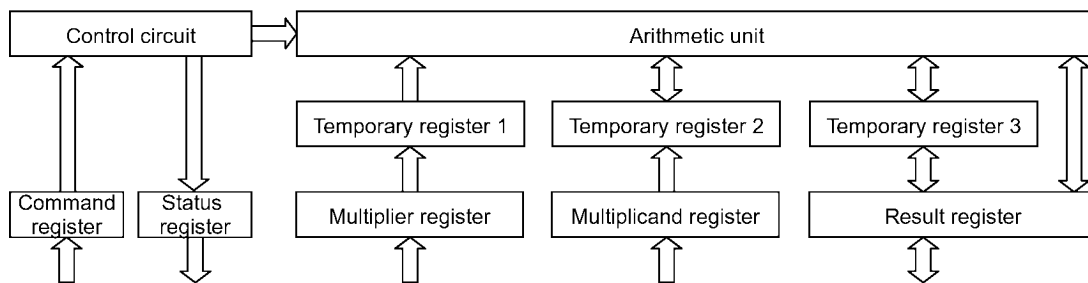 Control circuit
Arithmetic unit
Temporary register 1
Temporary register 2
Temporary register 3
Command
register
Status
register
Multiplier register
Multiplicand register
Result register